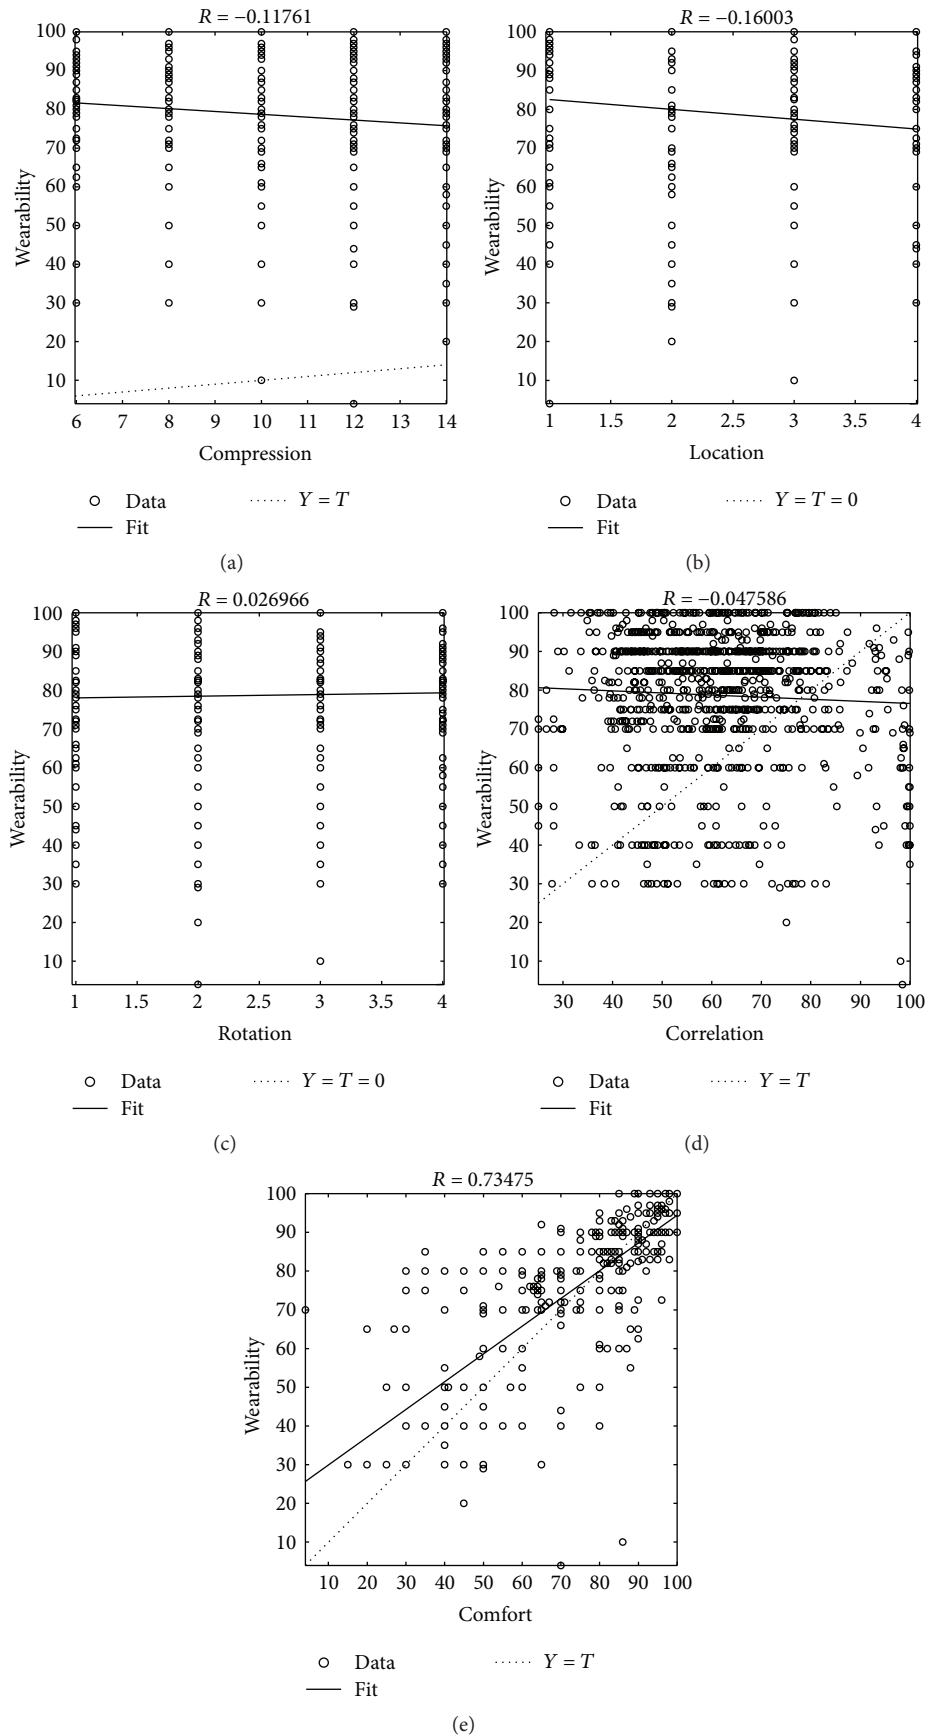 R = −0.11761
100
90
80
70
60
50
40
30
20
10
Wearability
6 7 8 9 10 11 12 13 14
Compression
Data Y = T
Fit
(a)
R = −0.16003
100
90
80
70
60
50
40
30
20
10
Wearability
1 1.5 2 2.5 3 3.5 4
Location
Data Y = T = 0
Fit
(b)
R = 0.026966
100
90
80
70
60
50
40
30
20
10
Wearability
1 1.5 2 2.5 3 3.5 4
Rotation
Data Y = T = 0
Fit
(c)
R = −0.047586
100
90
80
70
60
50
40
30
20
10
Wearability
30 40 50 60 70 80 90 100
Correlation
Data Y = T
Fit
(d)
R = 0.73475
100
90
80
70
60
50
40
30
20
10
Wearability
10 20 30 40 50 60 70 80 90 100
Comfort
Data Y = T
Fit
(e)